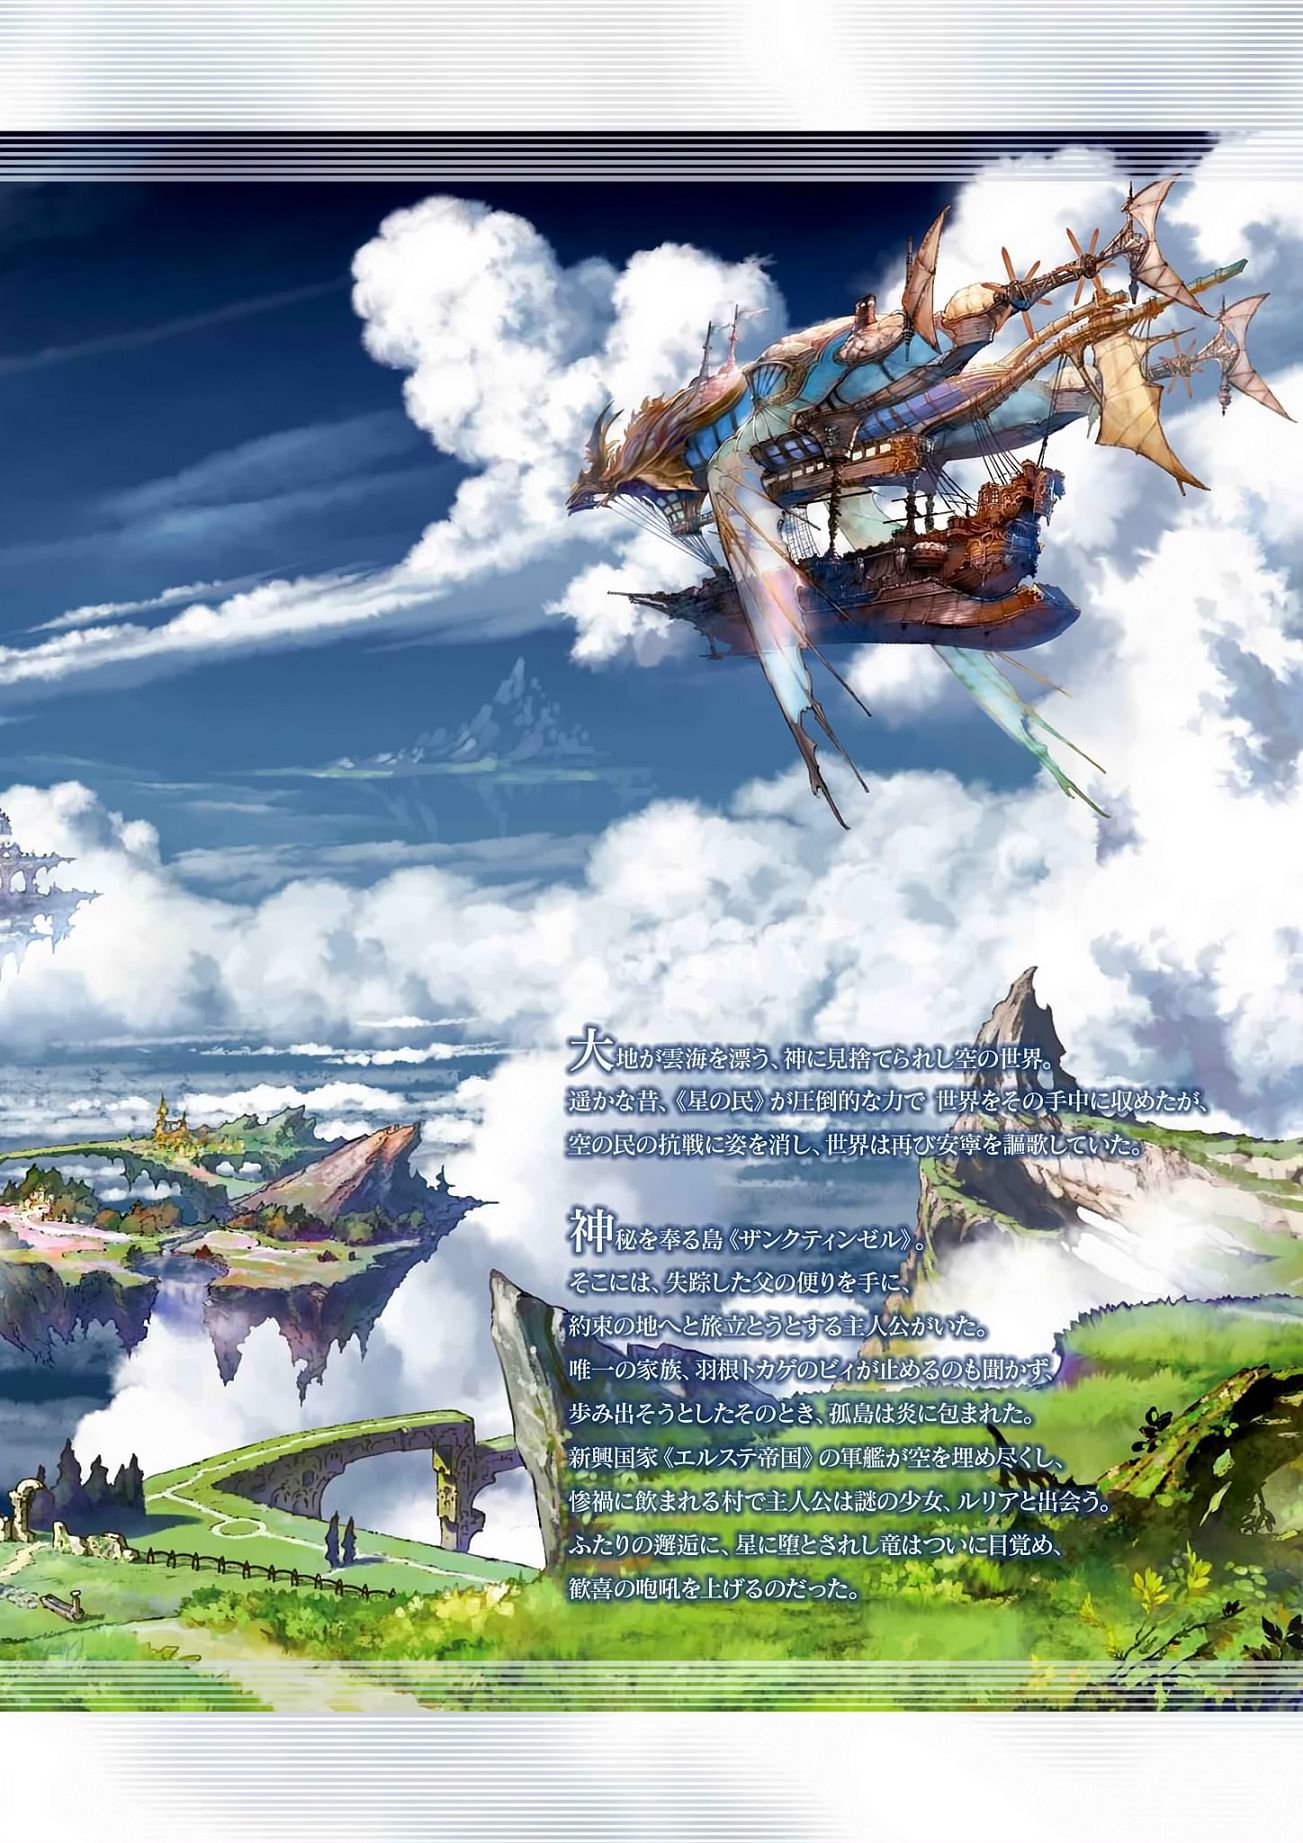 大地が雲海を漂う、神に見捨てられし空の世界。
遥かな昔、《星の民》が圧倒的な力で 世界をその手中に収めたが、
空の民の抗戦に姿を消し、世界は再び安寧を謳歌していた。
神秘を奉る島《ザンクティンゼル》。
そこには、失踪した父の便りを手に、
約束の地へと旅立とうとする主人公がいた。
唯一の家族、羽根トカゲのビィが止めるのも聞かず、
歩み出そうとしたそのとき、孤島は炎に包まれた。
新興国家《エルステ帝国》の軍艦が空を埋め尽くし、
惨禍に飲まれる村で主人公は謎の少女、ルリアと出会う。
ふたりの邂逅に、星に堕とされし竜はついに目覚め、
歓喜の咆吼を上げるのだった。